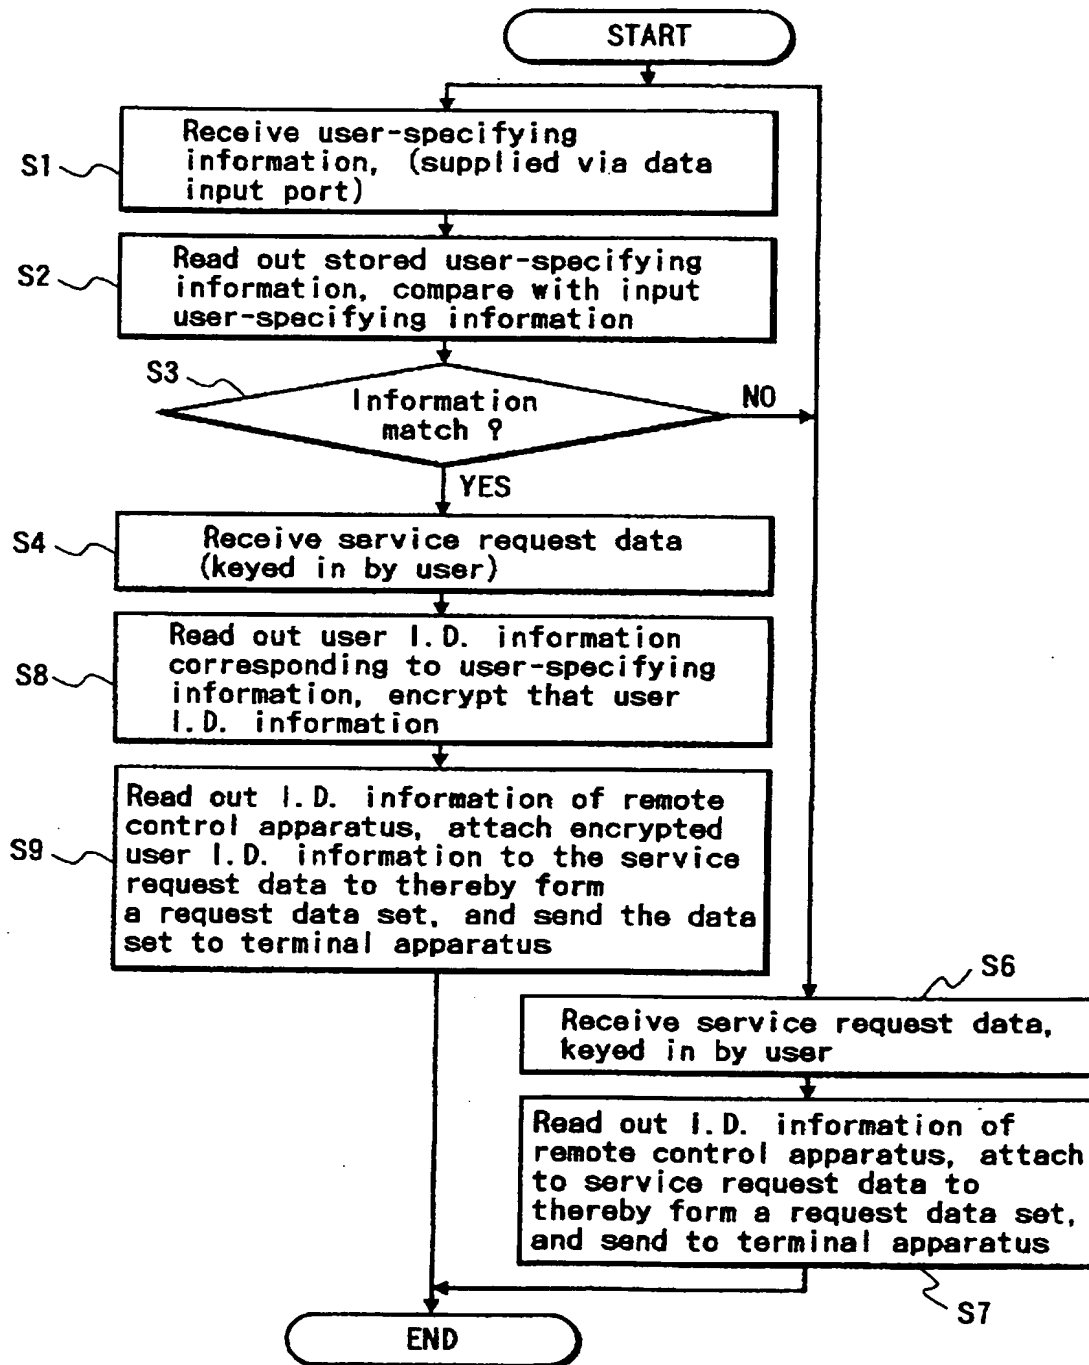 START
S1
Receive user-specifying
information, (supplied via data
input port)
S2
Read out stored user-specifying
information, compare with input
user-specifying information
S3
Information
match ?
NO
YES
S4
Receive service request data
(keyed in by user)
S8
Read out user I.D. information
corresponding to user-specifying
information, encrypt that user
I.D. information
S9
Read out I.D. information of remote
control apparatus, attach encrypted
user I.D. information to the service
request data to thereby form
a request data set, and send the data
set to terminal apparatus
S6
Receive service request data,
keyed in by user
Read out I.D. information of
remote control apparatus, attach
to service request data to
thereby form a request data set,
and send to terminal apparatus
S7
END